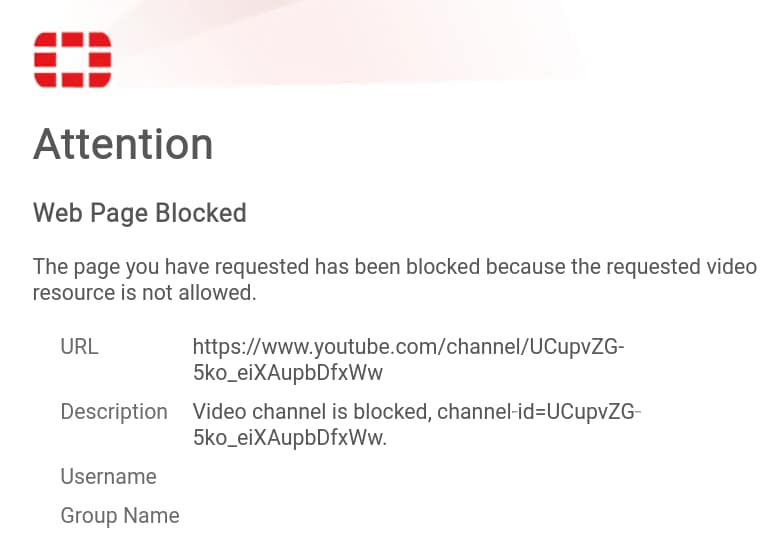 Attention
Web Page Blocked
The page you have requested has been blocked because the requested video
resource is not allowed.
URL https://www.youtube.com/channel/UCupvZG-
5ko_eiXAupbDfxWw
Description Video channel is blocked, channel-id=UCupvZG-
5ko_eiXAupbDfxWw.
Username
Group Name